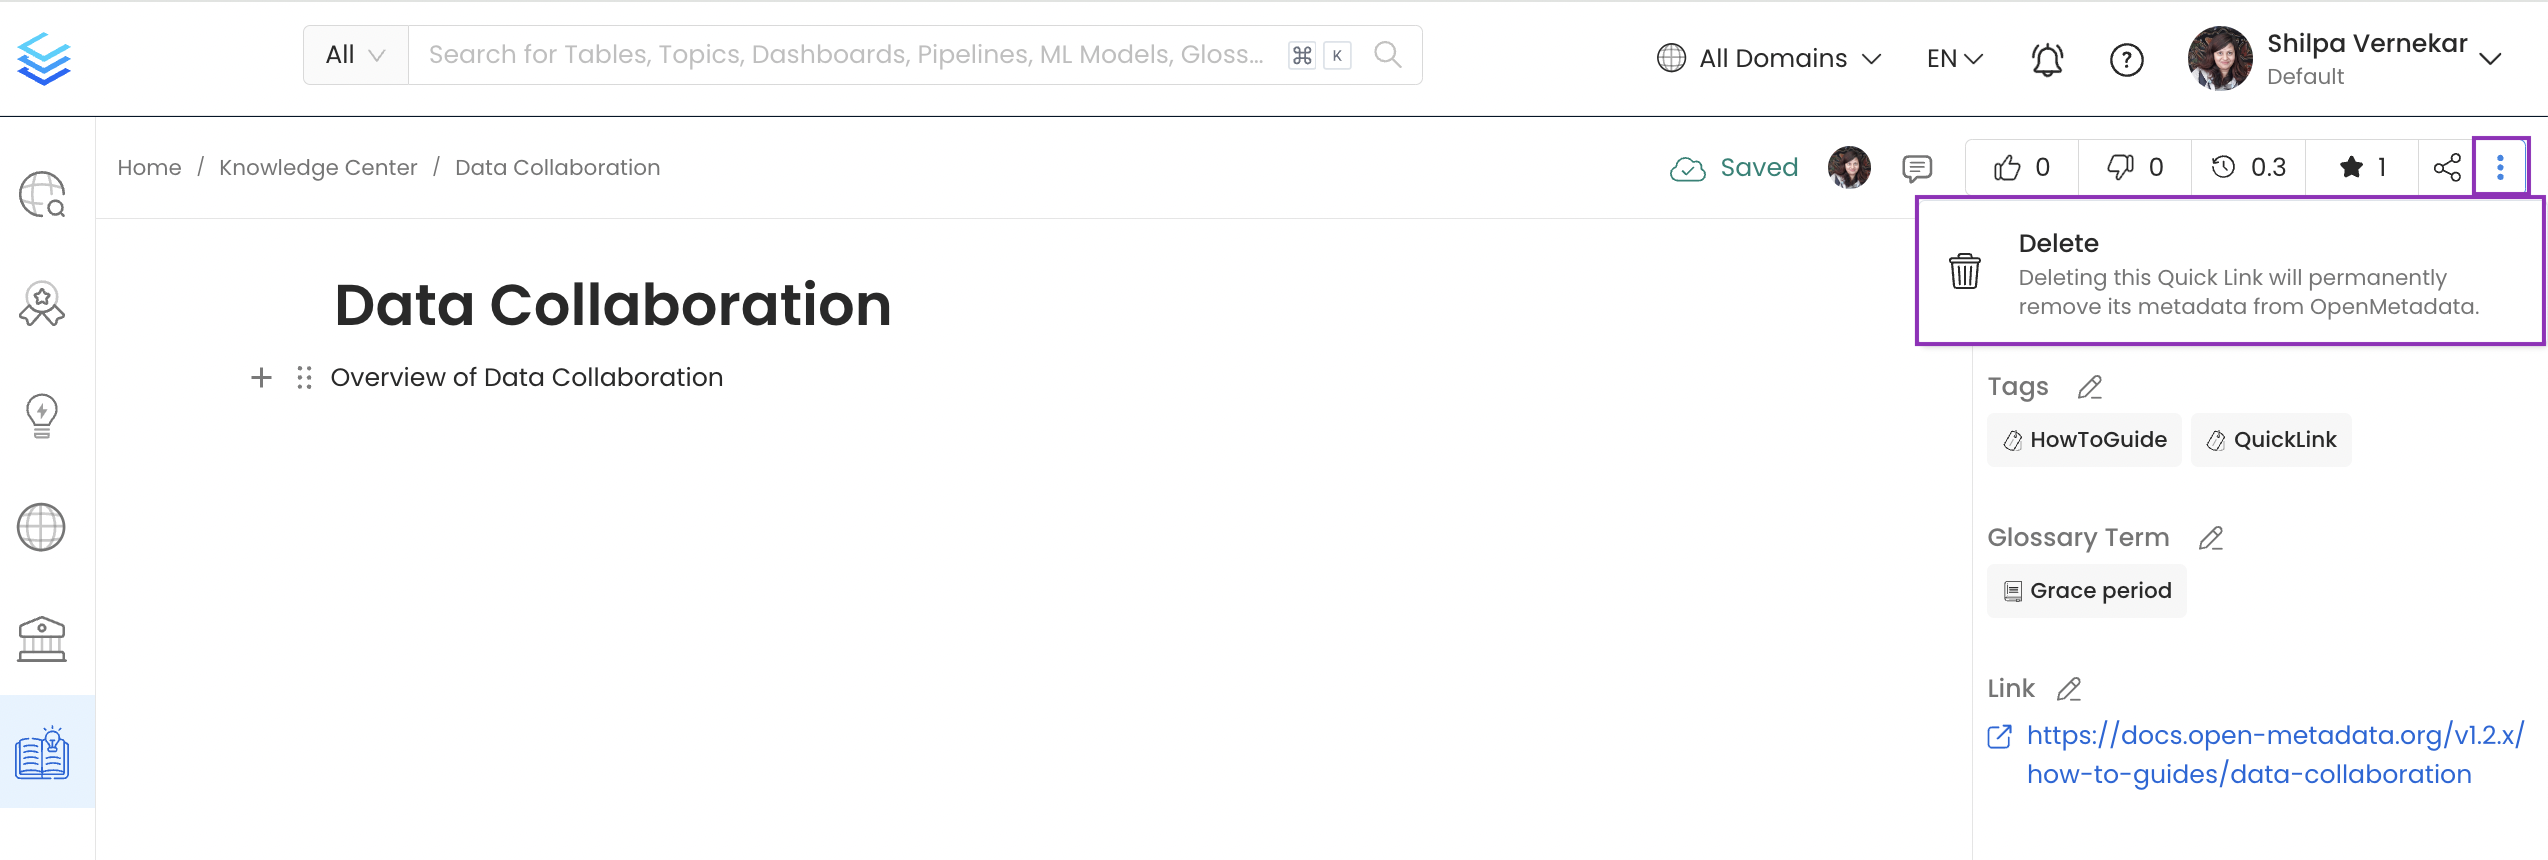 All
Search for Tables, Topics, Dashboards, Pipelines, ML Models, Gloss...
⌘ K
All Domains
EN
Shilpa Vernekar
Default
Home / Knowledge Center / Data Collaboration
Saved
0
0
0.3
1
Delete
Deleting this Quick Link will permanently
remove its metadata from OpenMetadata.
Data Collaboration
Overview of Data Collaboration
Tags
HowToGuide
QuickLink
Glossary Term
Grace period
Link
https://docs.open-metadata.org/v1.2.x/
how-to-guides/data-collaboration